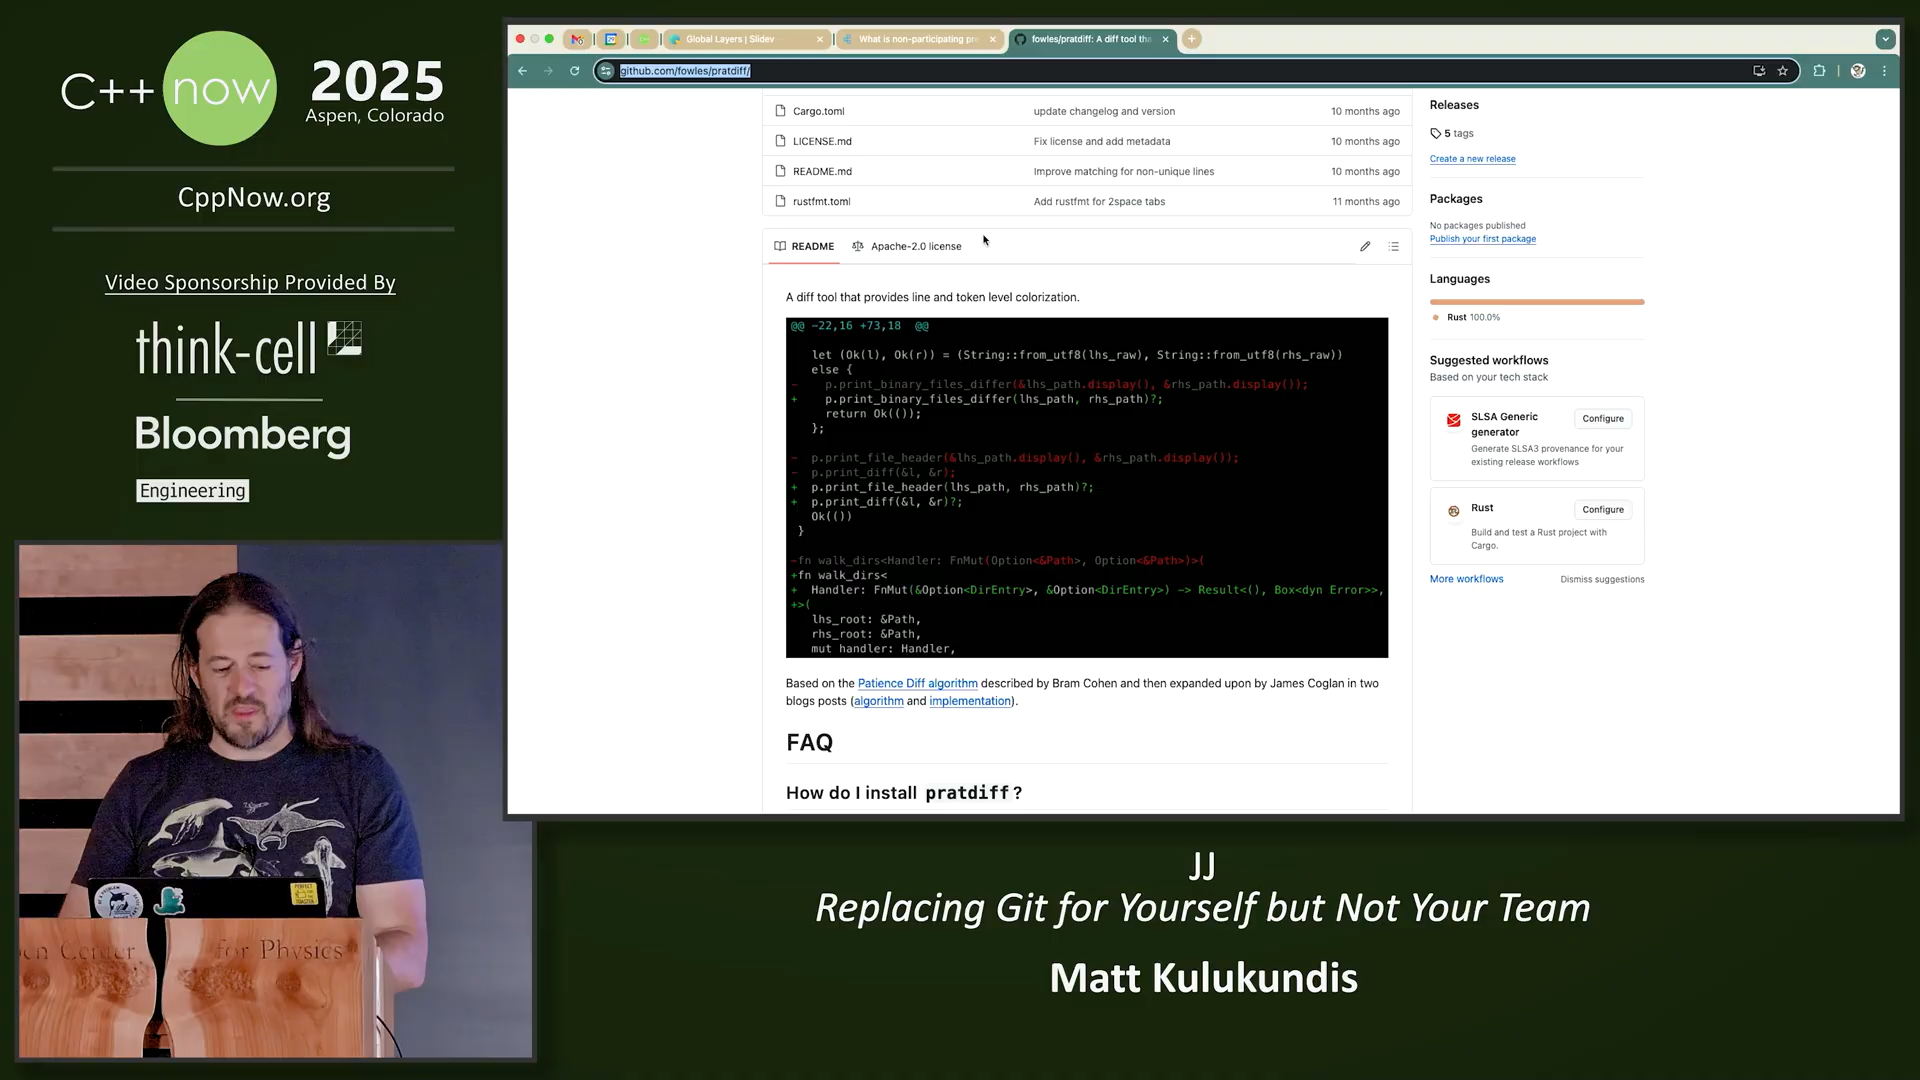 C++ now
2025
Aspen, Colorado
CppNow.org
Video Sponsorship Provided By
think-cell
Bloomberg
Engineering
Global Layers | Slidev
What is non-participating pre
fowles/pratdiff: A diff tool tha
github.com/fowles/pratdiff/
Cargo.toml update changelog and version 10 months ago
LICENSE.md Fix license and add metadata 10 months ago
README.md Improve matching for non-unique lines 10 months ago
rustfmt.toml Add rustfmt for 2space tabs 11 months ago
README Apache-2.0 license
A diff tool that provides line and token level colorization.
@@ -22,16 +73,18 @@
let (Ok(l), Ok(r)) = (String::from_utf8(lhs_raw), String::from_utf8(rhs_raw))
else {
- p.print_binary_files_differ(&lhs_path.display(), &rhs_path.display());
+ p.print_binary_files_differ(lhs_path, rhs_path)?;
return Ok(());
};
- p.print_file_header(&lhs_path.display(), &rhs_path.display());
- p.print_diff(&l, &r);
+ p.print_file_header(lhs_path, rhs_path)?;
+ p.print_diff(&l, &r)?;
Ok(())
}
-fn walk_dirs<Handler: FnMut(Option<&Path>, Option<&Path>)>(
+fn walk_dirs<
+ Handler: FnMut(&Option<DirEntry>, &Option<DirEntry>) -> Result<(), Box<dyn Error>>,
+>(
lhs_root: &Path,
rhs_root: &Path,
mut handler: Handler,
Based on the Patience Diff algorithm described by Bram Cohen and then expanded upon by James Coglan in two
blogs posts (algorithm and implementation).
FAQ
How do I install pratdiff?
Releases
5 tags
Create a new release
Packages
No packages published
Publish your first package
Languages
Rust 100.0%
Suggested workflows
Based on your tech stack
SLSA Generic
generator
Configure
Generate SLSA3 provenance for your
existing release workflows
Rust
Configure
Build and test a Rust project with
Cargo.
More workflows Dismiss suggestions
for Physics
JJ
Replacing Git for Yourself but Not Your Team
Matt Kulukundis